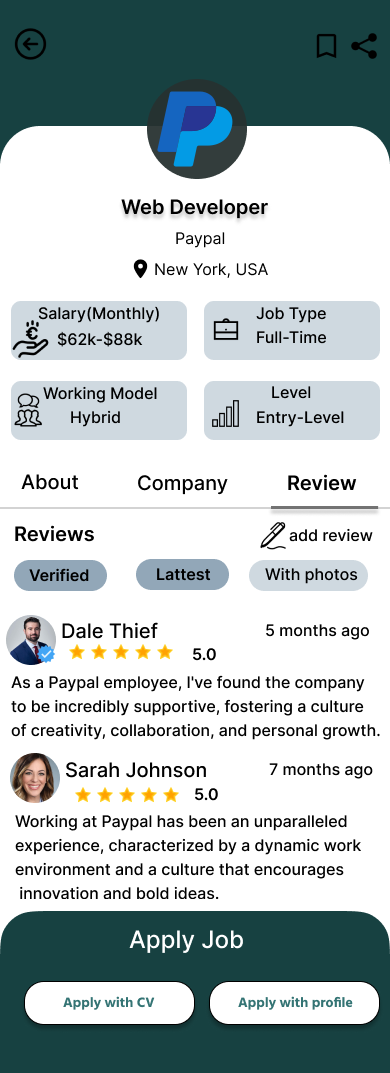 Web Developer
Paypal
New York, USA
Salary(Monthly)
$62k-$88k
Job Type
Full-Time
Working Model
Hybrid
Level
Entry-Level
About Company Review
Reviews add review
Verified Lattest With photos
Dale Thief 5 months ago
5.0
As a Paypal employee, I've found the company
to be incredibly supportive, fostering a culture
of creativity, collaboration, and personal growth.
Sarah Johnson 7 months ago
5.0
Working at Paypal has been an unparalleled
experience, characterized by a dynamic work
environment and a culture that encourages
innovation and bold ideas.
Apply Job
Apply with CV Apply with profile